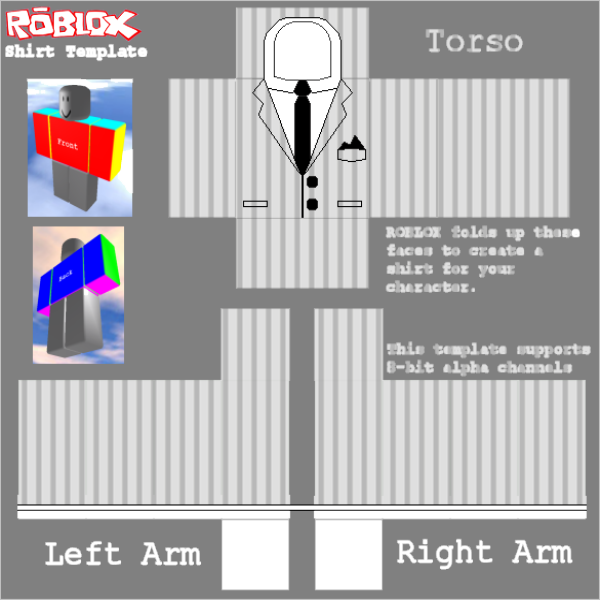 ROBLOX
Shirt Template
Torso
Front
Back
ROBLOX folds up these
faces to create a
shirt for your
character.
This template supports
8-bit alpha channels
Left Arm
Right Arm